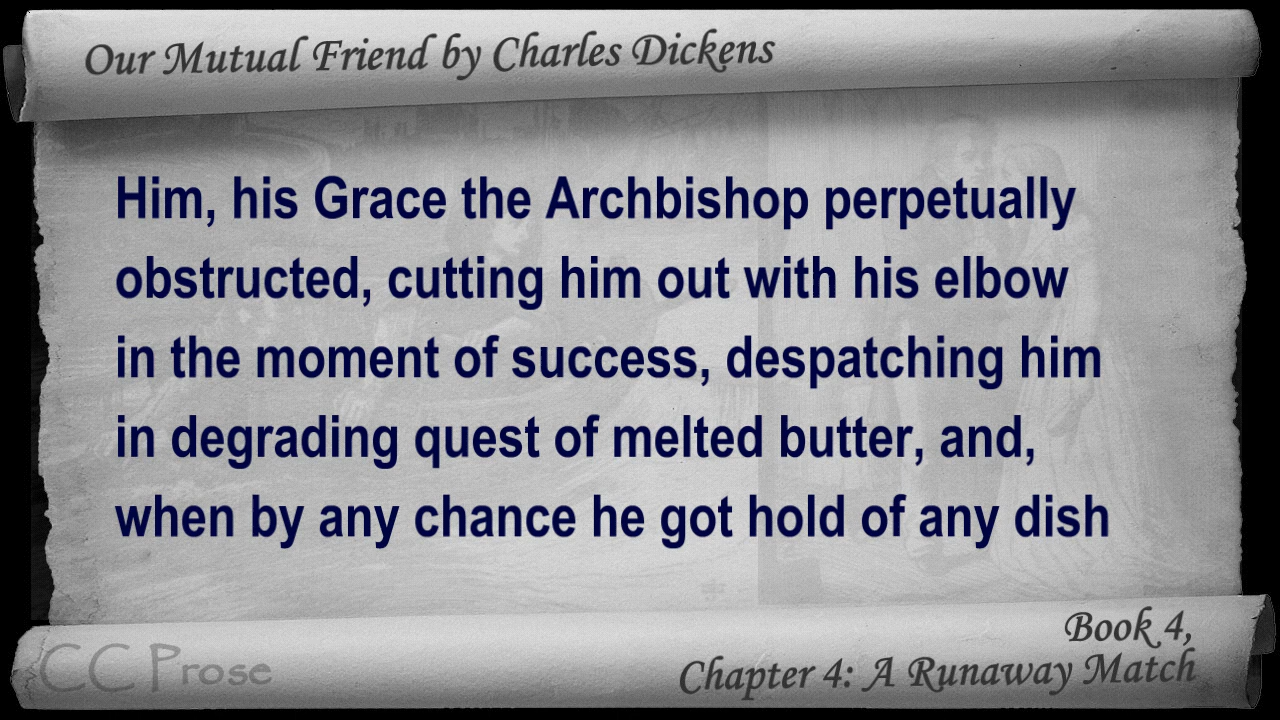 Our Mutual Friend by Charles Dickens
Him, his Grace the Archbishop perpetually
obstructed, cutting him out with his elbow
in the moment of success, despatching him
in degrading quest of melted butter, and,
when by any chance he got hold of any dish
Book 4,
Chapter 4: A Runaway Match
CC Prose